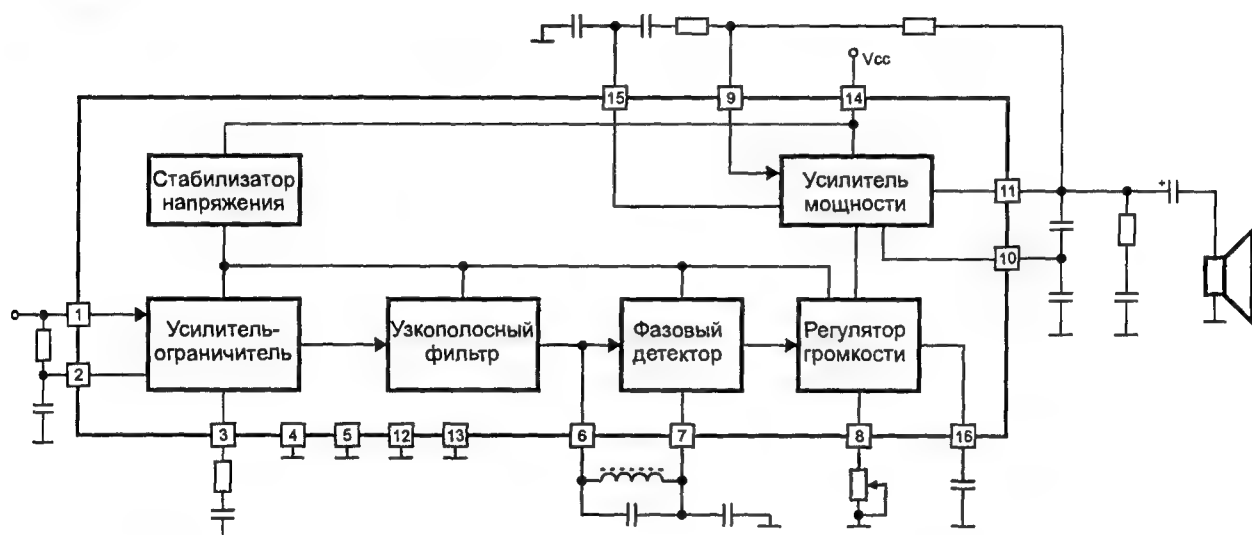 Vcc
15
9
14
Стабилизатор
напряжения
Усилитель
мощности
11
10
1
Усилитель-
ограничитель
Узкополосный
фильтр
Фазовый
детектор
Регулятор
громкости
2
3
4
5
12
13
6
7
8
16
+